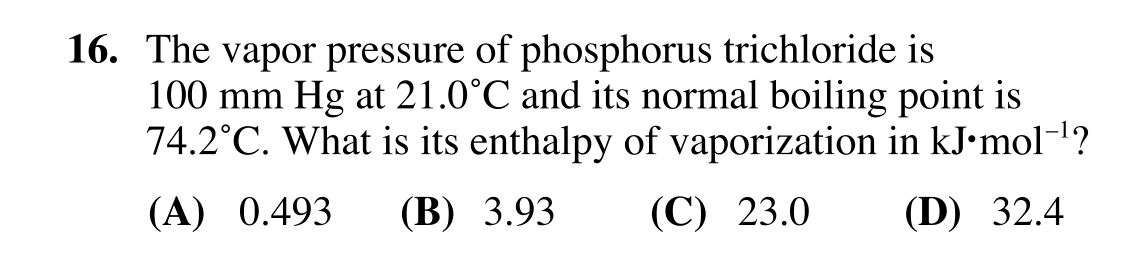 16. The vapor pressure of phosphorus trichloride is
100 mm Hg at 21.0˚C and its normal boiling point is
74.2˚C. What is its enthalpy of vaporization in kJ•mol⁻¹?
(A) 0.493 (B) 3.93 (C) 23.0 (D) 32.4